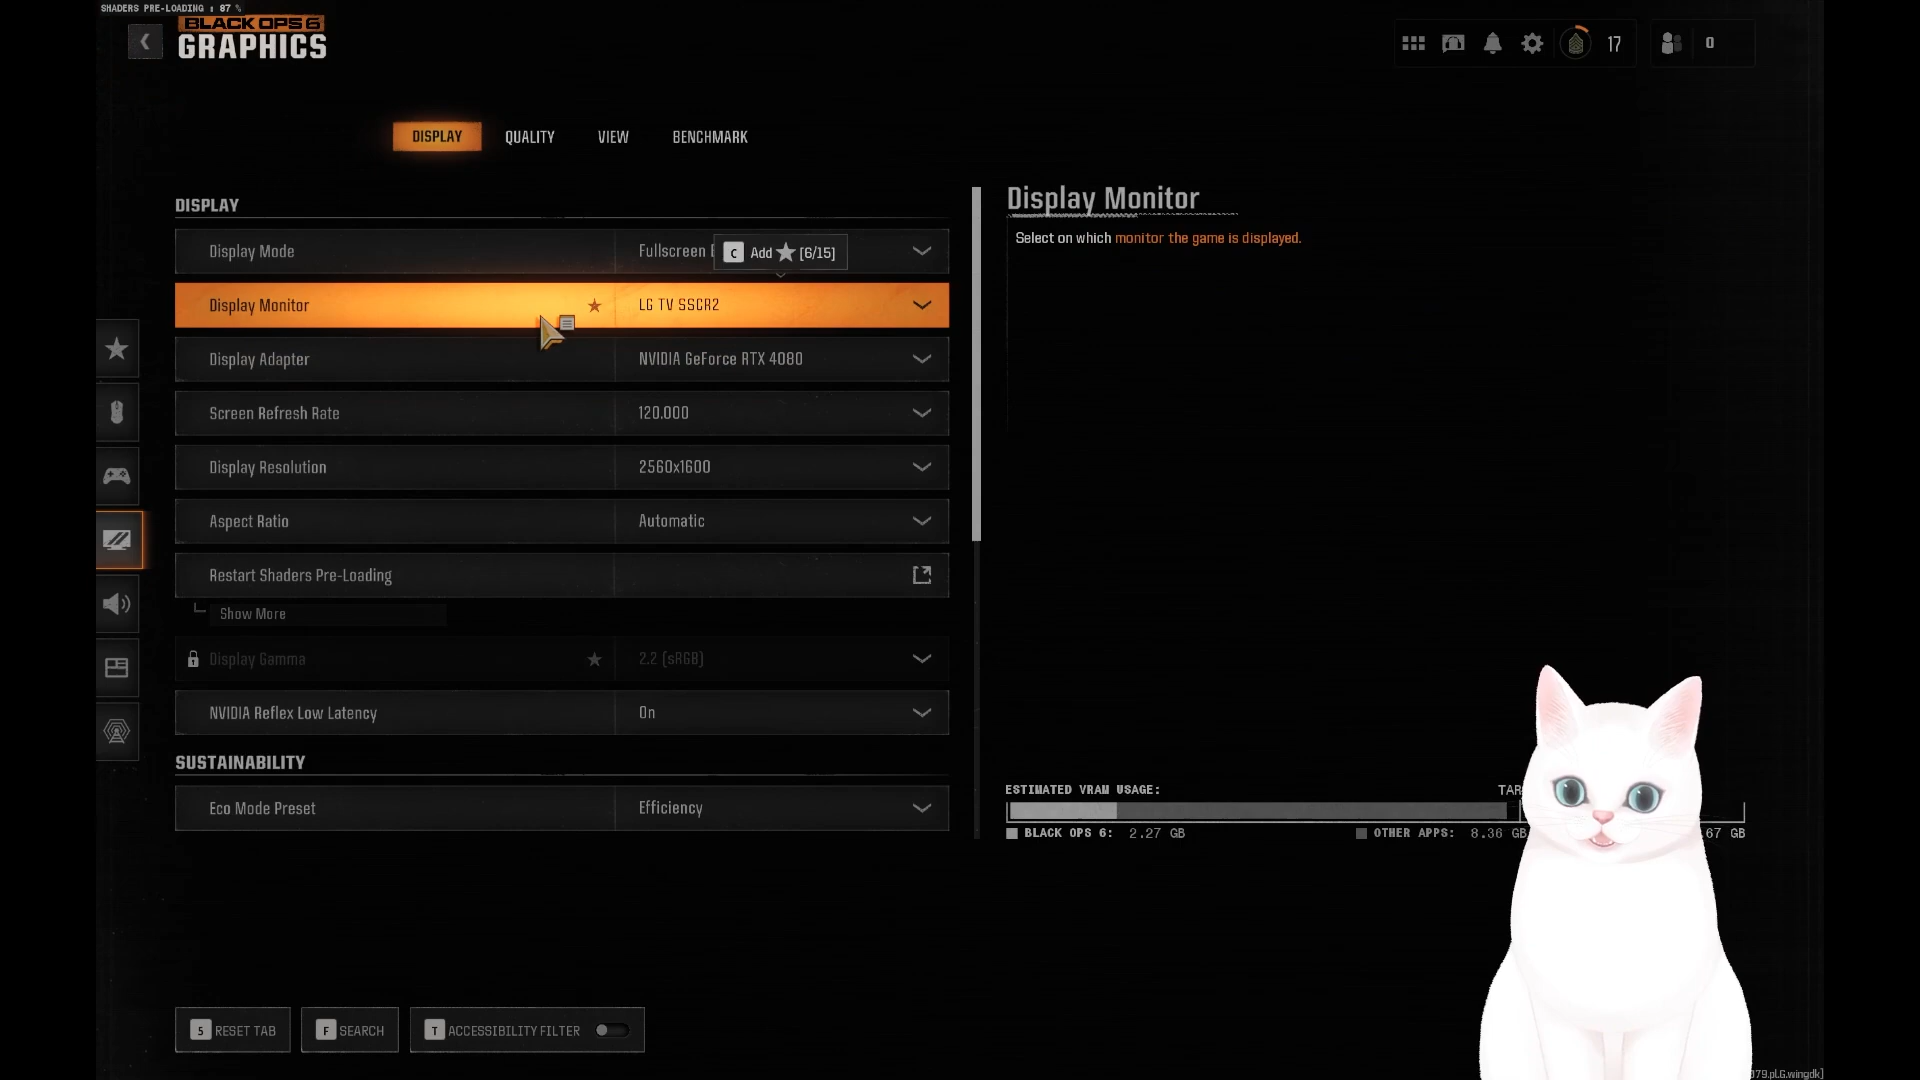 SHADERS PRE-LOADING : 87 %
BLACK OPS 6
GRAPHICS
17
0
DISPLAY
QUALITY
VIEW
BENCHMARK
DISPLAY
Display Mode
Fullscreen
C Add [6/15]
Display Monitor
LG TV SSCR2
Display Adapter
NVIDIA GeForce RTX 4080
Screen Refresh Rate
120.000
Display Resolution
2560x1600
Aspect Ratio
Automatic
Restart Shaders Pre-Loading
Show More
Display Gamma
2.2 (sRGB)
NVIDIA Reflex Low Latency
On
SUSTAINABILITY
Eco Mode Preset
Efficiency
Display Monitor
Select on which monitor the game is displayed.
ESTIMATED VRAM USAGE:
TAR
BLACK OPS 6: 2.27 GB
OTHER APPS: 8.36 GB
67 GB
S RESET TAB
F SEARCH
T ACCESSIBILITY FILTER